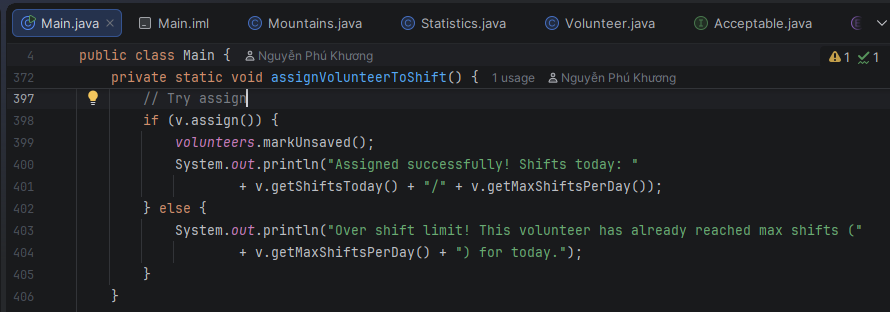 Main.java Main.iml Mountains.java Statistics.java Volunteer.java Acceptable.java
4 public class Main { Nguyễn Phú Khương 1 1
372 private static void assignVolunteerToShift() { 1 usage Nguyễn Phú Khương
397 // Try assign
398 if (v.assign()) {
399 volunteers.markUnsaved();
400 System.out.println("Assigned successfully! Shifts today: "
401 + v.getShiftsToday() + "/" + v.getMaxShiftsPerDay());
402 } else {
403 System.out.println("Over shift limit! This volunteer has already reached max shifts ("
404 + v.getMaxShiftsPerDay() + ") for today.");
405 }
406 }